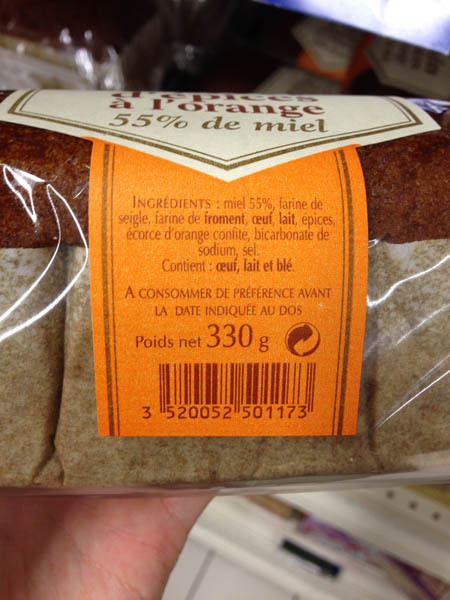 d'épices
à l'orange
55% de miel
INGRÉDIENTS : miel 55%, farine de
seigle, farine de froment, œuf, lait, épices,
écorce d'orange confite, bicarbonate de
sodium, sel.
Contient : œuf, lait et blé.
A CONSOMMER DE PRÉFÉRENCE AVANT
LA DATE INDIQUÉE AU DOS
Poids net 330 g
3 520052 501173